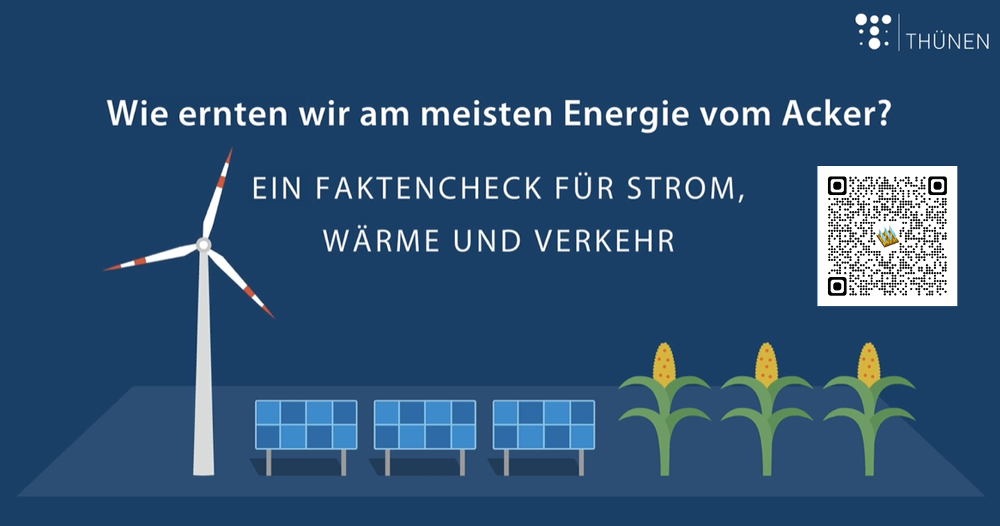 THÜNEN
Wie ernten wir am meisten Energie vom Acker?
EIN FAKTENCHECK FÜR STROM,
WÄRME UND VERKEHR